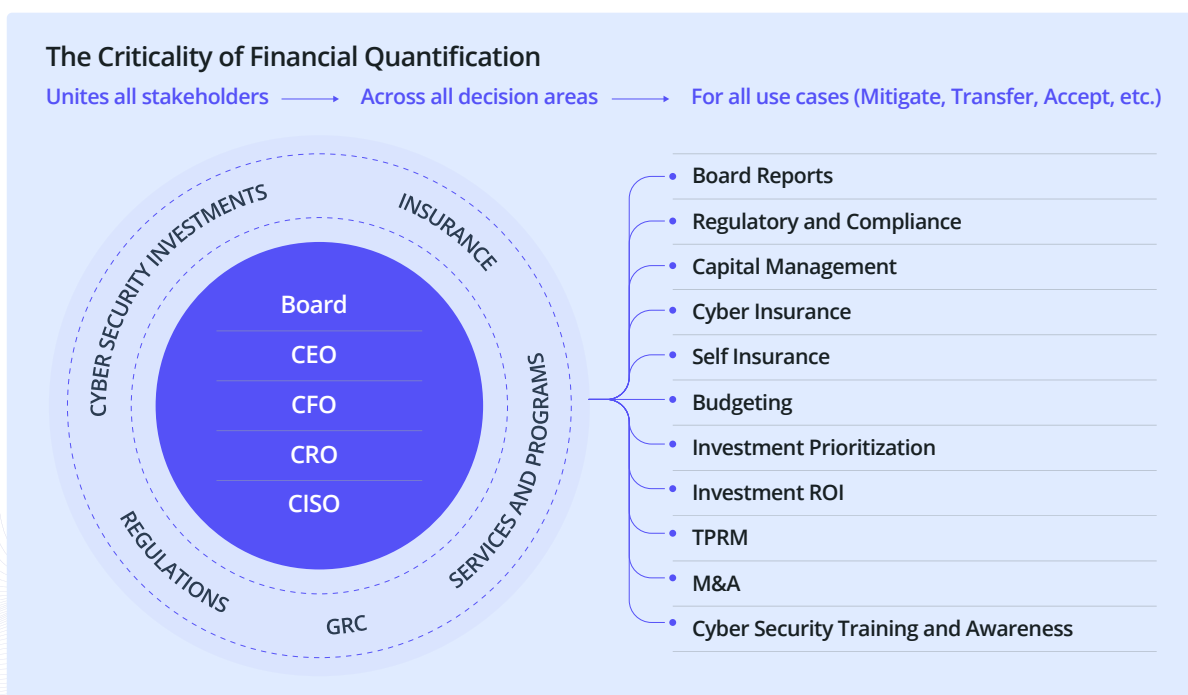 The Criticality of Financial Quantification
Unites all stakeholders
Across all decision areas
For all use cases (Mitigate, Transfer, Accept, etc.)
CYBER SECURITY INVESTMENTS
INSURANCE
SERVICES AND PROGRAMS
GRC
REGULATIONS
Board
CEO
CFO
CRO
CISO
Board Reports
Regulatory and Compliance
Capital Management
Cyber Insurance
Self Insurance
Budgeting
Investment Prioritization
Investment ROI
TPRM
M&A
Cyber Security Training and Awareness